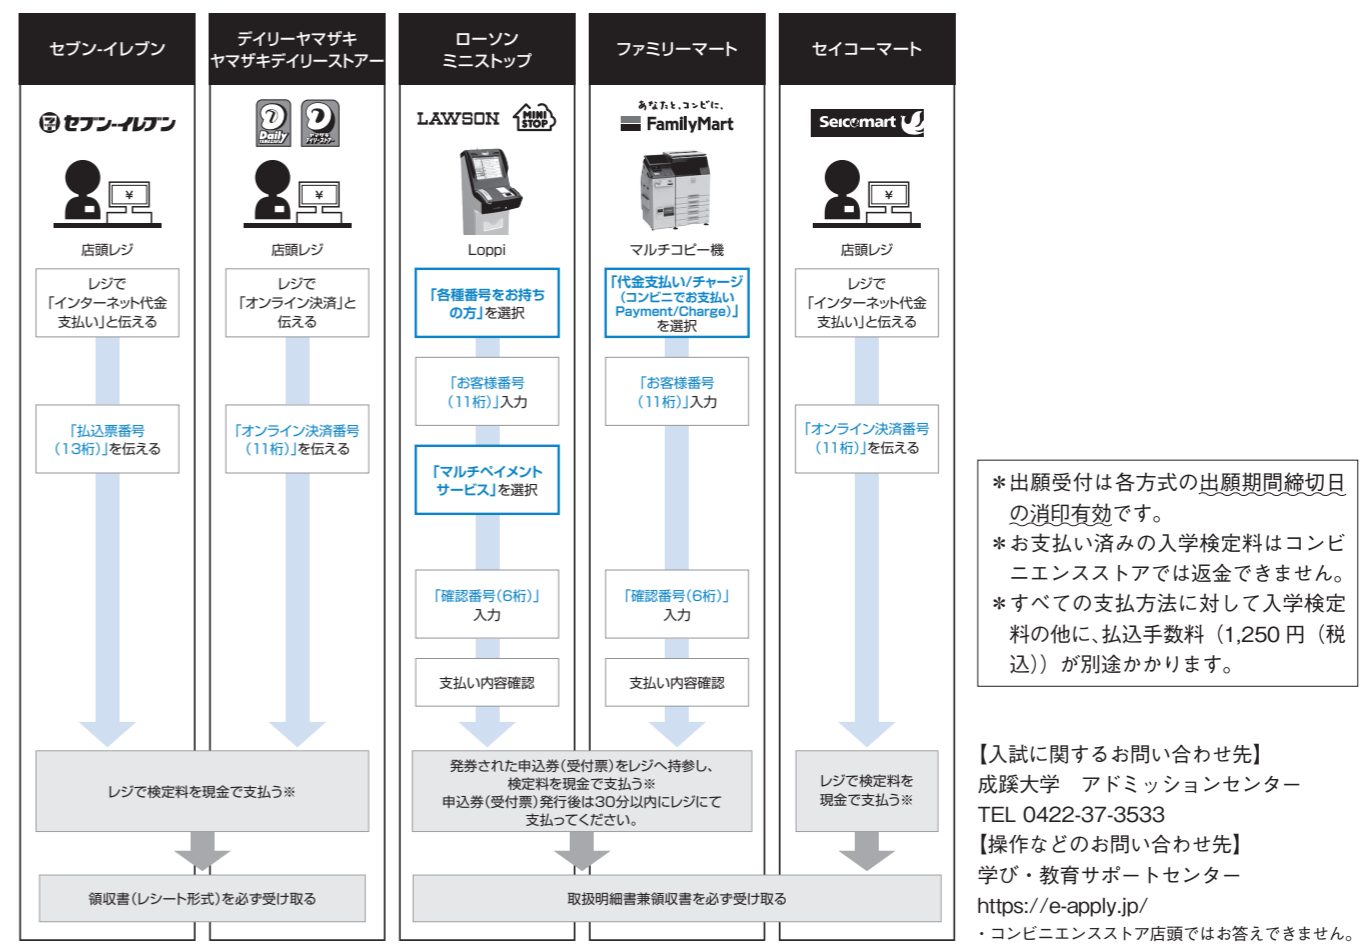 セブン-イレブン
セブン-イレブン
¥
店頭レジ
レジで
「インターネット代金
支払い」と伝える
「払込票番号
(13桁)」を伝える
デイリーヤマザキ
ヤマザキデイリーストアー
Daily
ヤマザキ
デイリーストアー
¥
店頭レジ
レジで
「オンライン決済」と
伝える
「オンライン決済番号
(11桁)」を伝える
レジで検定料を現金で支払う※
領収書(レシート形式)を必ず受け取る
ローソン
ミニストップ
LAWSON
MINI
STOP
Loppi
「各種番号をお持ち
の方」を選択
「お客様番号
(11桁)」入力
「マルチペイメント
サービス」を選択
「確認番号(6桁)」
入力
支払い内容確認
ファミリーマート
あなたと、コンビに、
FamilyMart
マルチコピー機
「代金支払い/チャージ
(コンビニでお支払い
Payment/Charge)」
を選択
「お客様番号
(11桁)」入力
「確認番号(6桁)」
入力
支払い内容確認
発券された申込券(受付票)をレジへ持参し、
検定料を現金で支払う※
申込券(受付票)発行後は30分以内にレジにて
支払ってください。
セイコーマート
Seicomart
¥
店頭レジ
レジで
「インターネット代金
支払い」と伝える
「オンライン決済番号
(11桁)」を伝える
レジで検定料を
現金で支払う※
取扱明細書兼領収書を必ず受け取る
＊出願受付は各方式の出願期間締切日
の消印有効です。
＊お支払い済みの入学検定料はコンビ
ニエンスストアでは返金できません。
＊すべての支払方法に対して入学検定
料の他に、払込手数料（1,250 円（税
込））が別途かかります。
【入試に関するお問い合わせ先】
成蹊大学　アドミッションセンター
TEL 0422-37-3533
【操作などのお問い合わせ先】
学び・教育サポートセンター
https://e-apply.jp/
・コンビニエンスストア店頭ではお答えできません。